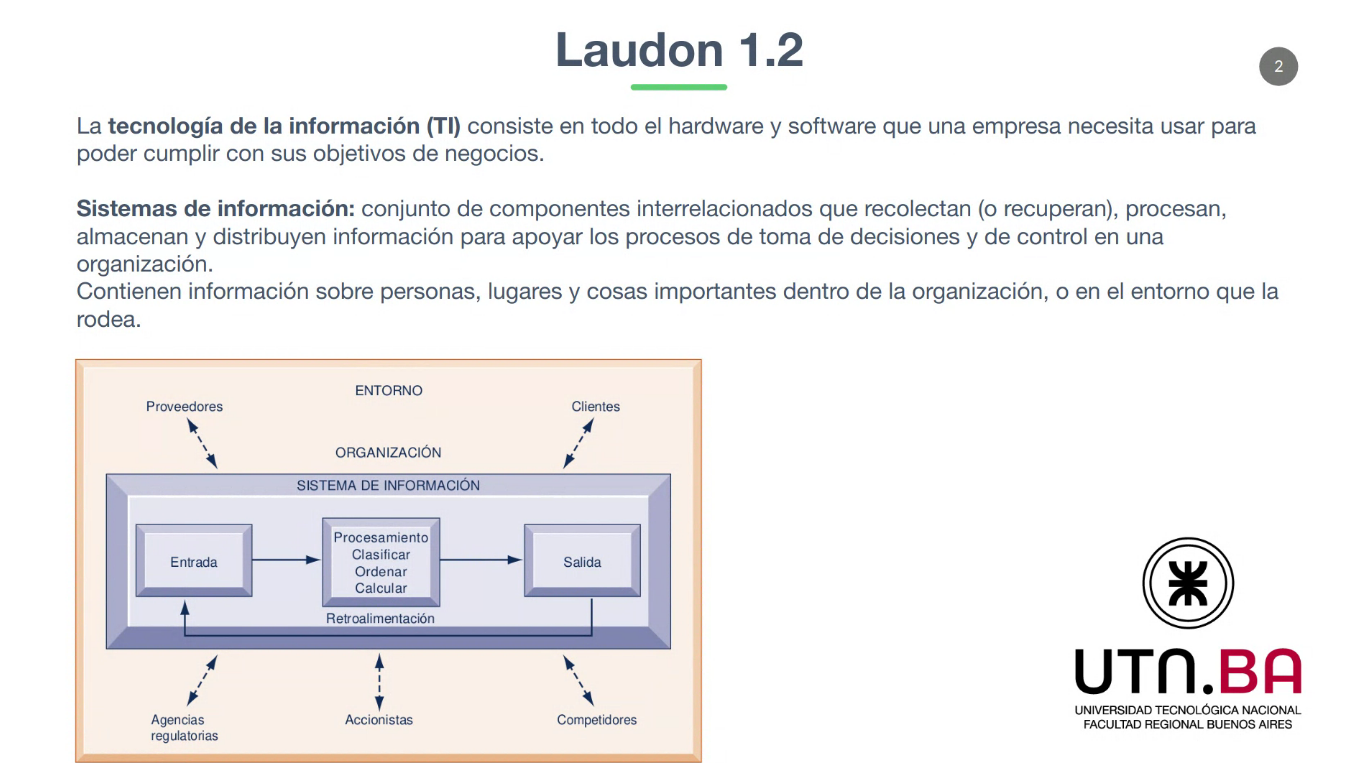 Laudon 1.2
2
La tecnología de la información (TI) consiste en todo el hardware y software que una empresa necesita usar para
poder cumplir con sus objetivos de negocios.
Sistemas de información: conjunto de componentes interrelacionados que recolectan (o recuperan), procesan,
almacenan y distribuyen información para apoyar los procesos de toma de decisiones y de control en una
organización.
Contienen información sobre personas, lugares y cosas importantes dentro de la organización, o en el entorno que la
rodea.
ENTORNO
Proveedores
Clientes
ORGANIZACIÓN
SISTEMA DE INFORMACIÓN
Entrada
Procesamiento
Clasificar
Ordenar
Calcular
Salida
Retroalimentación
Agencias
regulatorias
Accionistas
Competidores
UTN.BA
UNIVERSIDAD TECNOLÓGICA NACIONAL
FACULTAD REGIONAL BUENOS AIRES